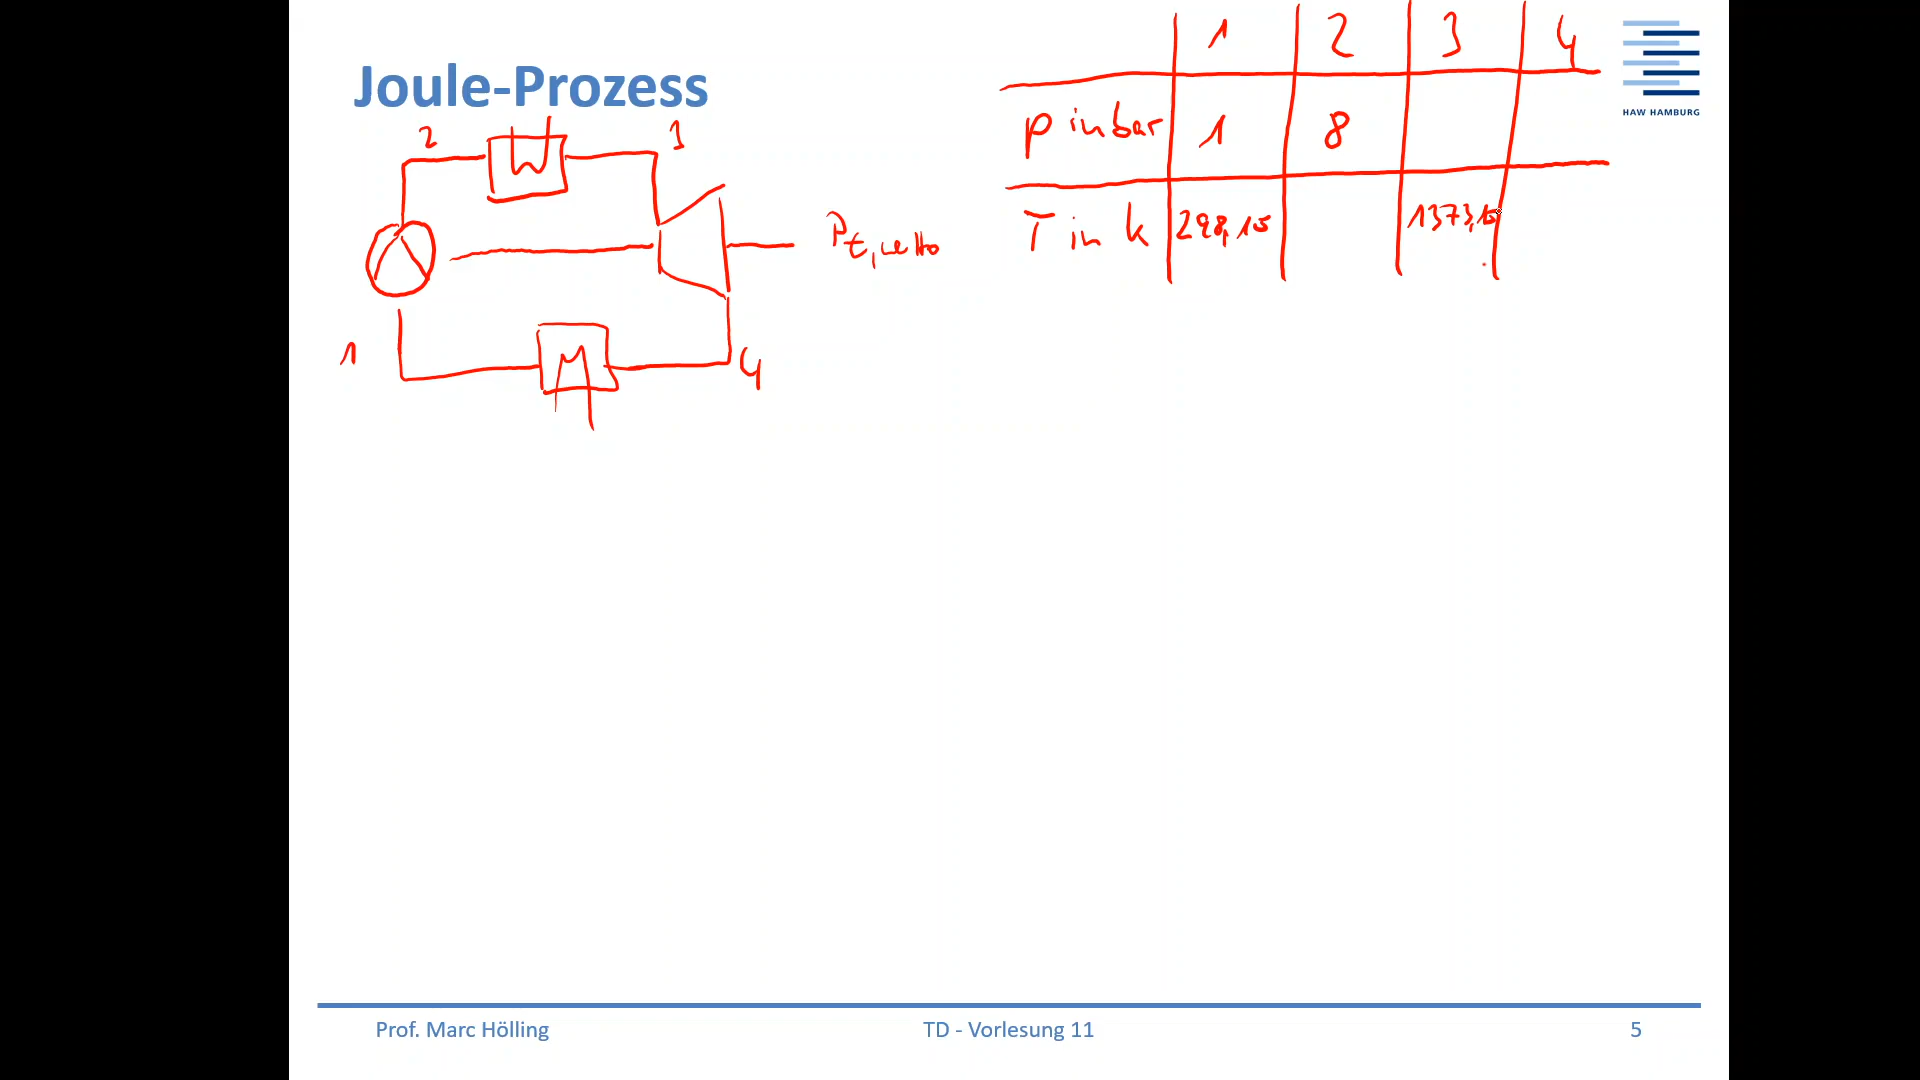 Joule-Prozess
1 2 3 4
p in bar 1 8
T in K 298,15 1373,15
2 3
P t, netto
1 4
HAW HAMBURG
Prof. Marc Hölling TD - Vorlesung 11 5